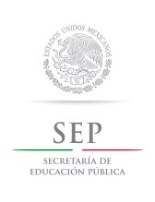 ESTADOS UNIDOS MEXICANOS
SEP
SECRETARÍA DE
EDUCACIÓN PÚBLICA